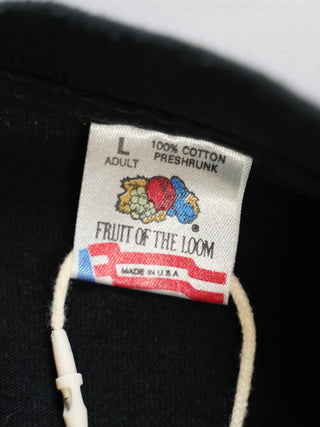 L
ADULT
100% COTTON
PRESHRUNK
®
FRUIT OF THE LOOM
MADE IN U.S.A.